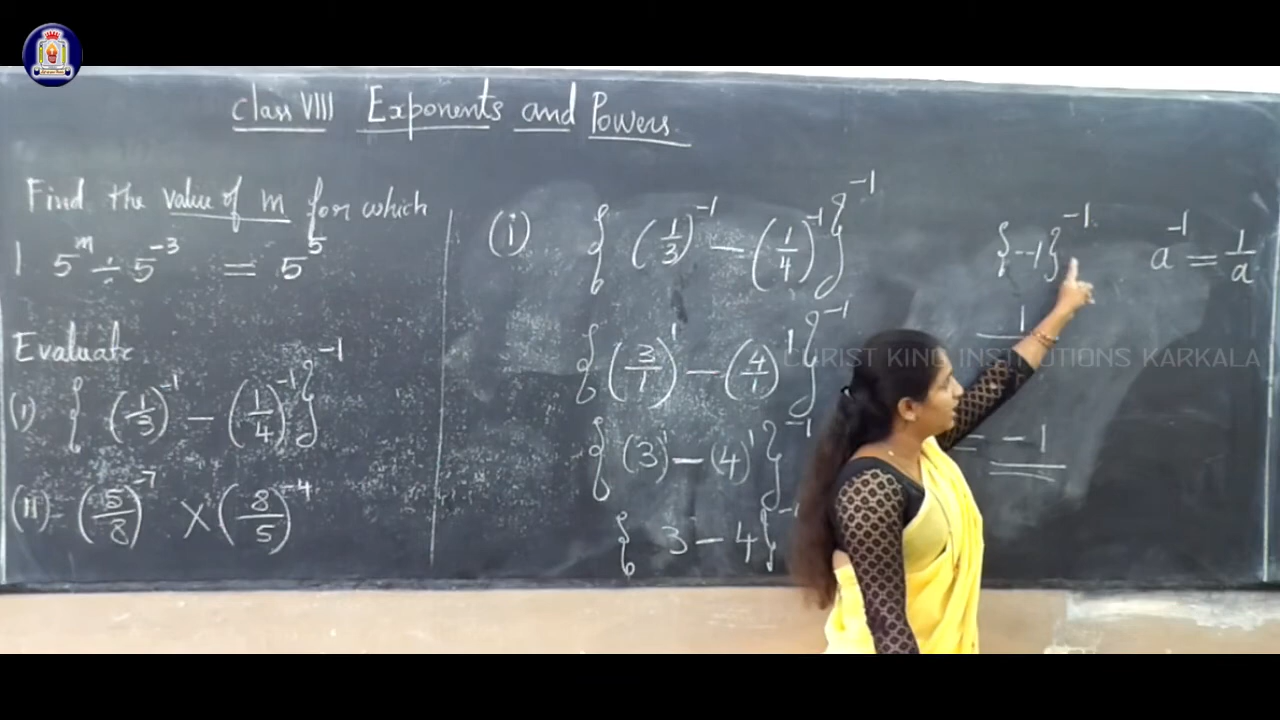 Class VIII Exponents and Powers
Find the value of m for which
1 5^m ÷ 5^-3 = 5^5
Evaluate
(i) { (1/3)^-1 - (1/4)^-1 }^-1
(ii) (5/8)^-7 × (8/5)^-4
(i) { (1/3)^-1 - (1/4)^-1 }^-1
{ (3/1)^1 - (4/1)^1 }^-1
{ (3)^1 - (4)^1 }^-1
{ 3 - 4 }^-1
{ -1 }^-1
a^-1 = 1/a
1
= -1
CHRIST KING INSTITUTIONS KARKALA